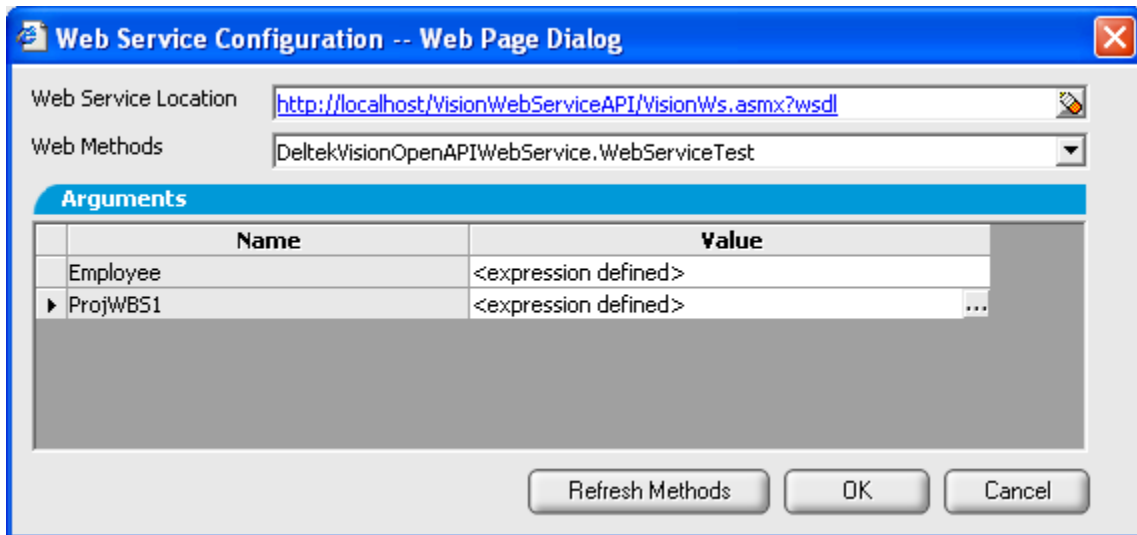 Web Service Configuration -- Web Page Dialog
Web Service Location http://localhost/VisionWebServiceAPI/VisionWs.asmx?wsdl
Web Methods DeltekVisionOpenAPIWebService.WebServiceTest
Arguments
Name Value
Employee <expression defined>
ProjWBS1 <expression defined> ...
Refresh Methods OK Cancel